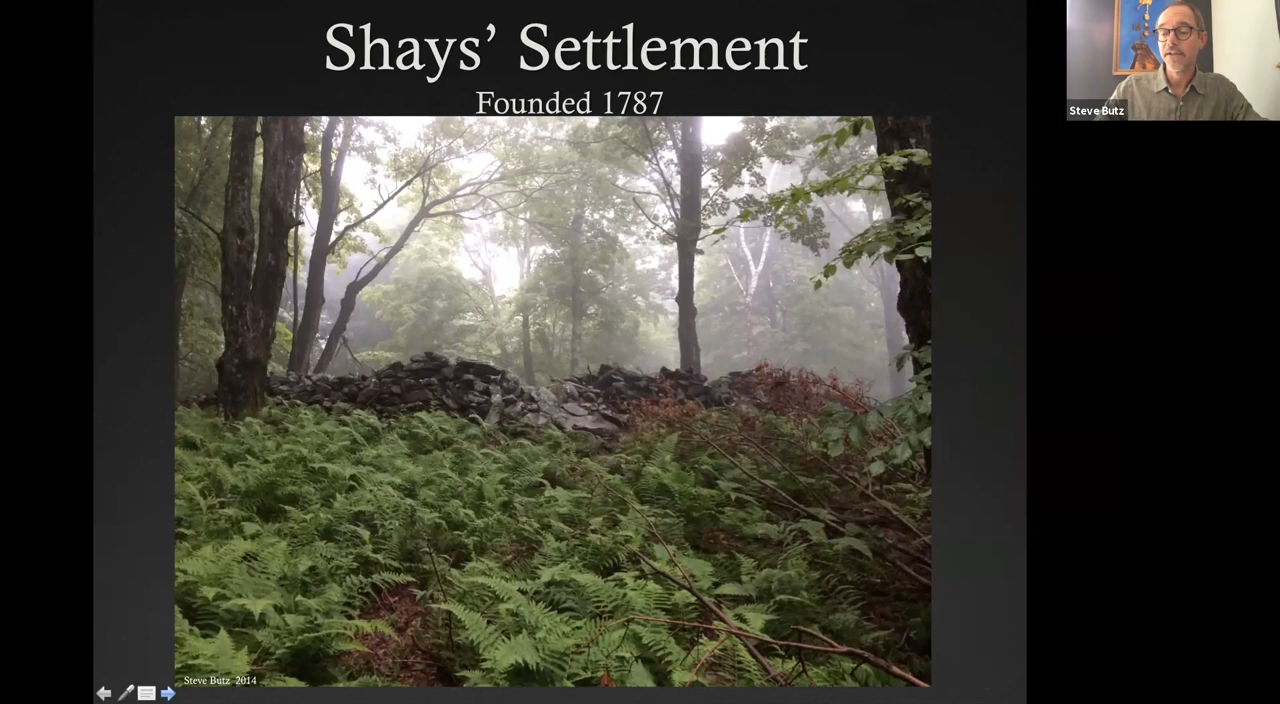 Shays’ Settlement
Founded 1787
Steve Butz
Steve Butz 2014